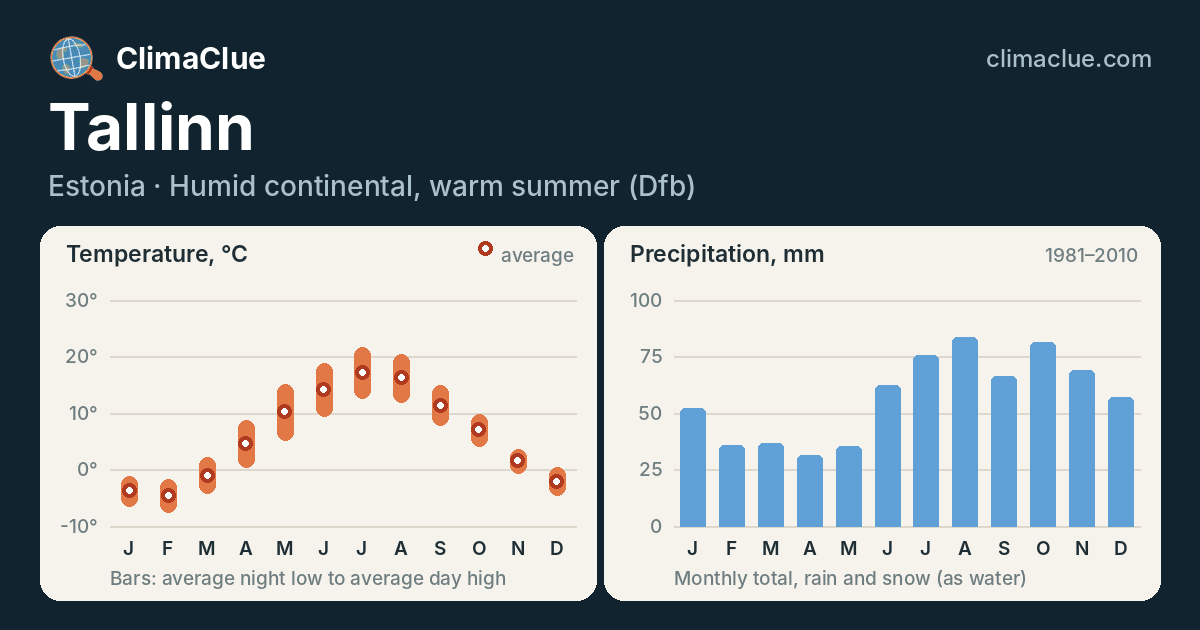 ClimaClue
climaclue.com
Tallinn
Estonia · Humid continental, warm summer (Dfb)
Temperature, °C
average
30°
20°
10°
0°
-10°
J F M A M J J A S O N D
Bars: average night low to average day high
Precipitation, mm
1981–2010
100
75
50
25
0
J F M A M J J A S O N D
Monthly total, rain and snow (as water)